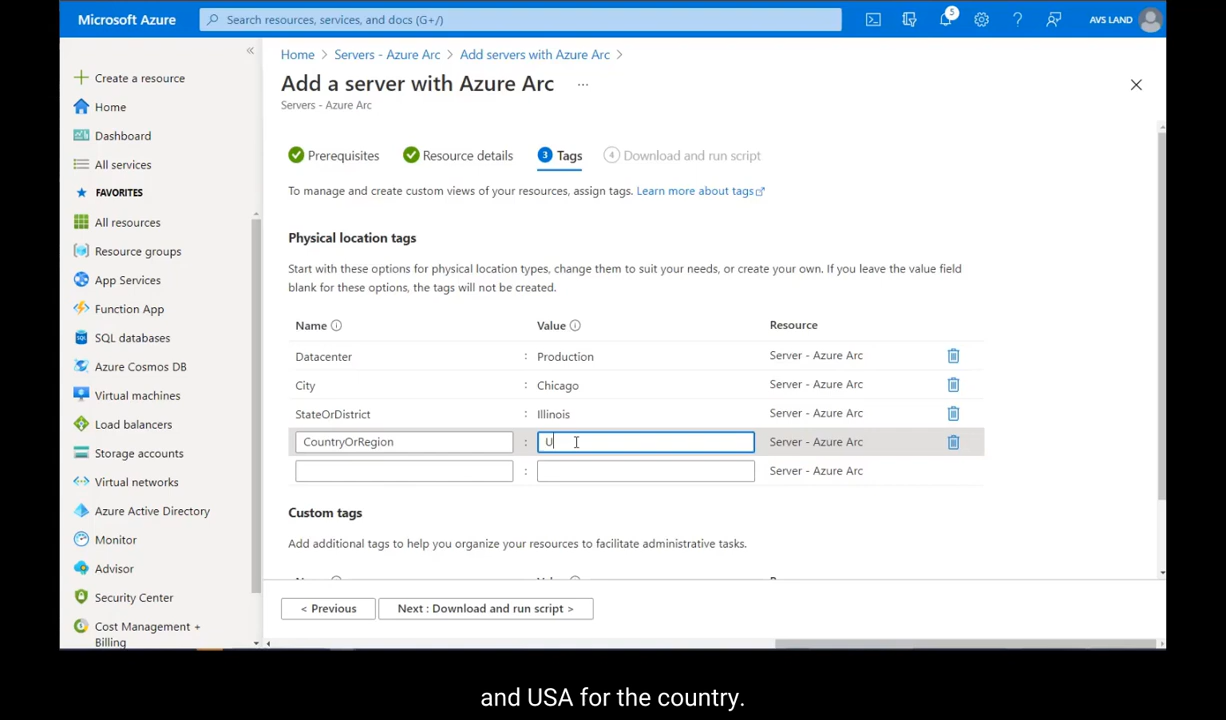 Microsoft Azure
Search resources, services, and docs (G+/)
5
AVS LAND
Create a resource
Home
Dashboard
All services
FAVORITES
All resources
Resource groups
App Services
Function App
SQL databases
Azure Cosmos DB
Virtual machines
Load balancers
Storage accounts
Virtual networks
Azure Active Directory
Monitor
Advisor
Security Center
Cost Management +
Billing
Home > Servers - Azure Arc > Add servers with Azure Arc >
Add a server with Azure Arc ...
Servers - Azure Arc
Prerequisites
Resource details
3 Tags
4 Download and run script
To manage and create custom views of your resources, assign tags. Learn more about tags
Physical location tags
Start with these options for physical location types, change them to suit your needs, or create your own. If you leave the value field
blank for these options, the tags will not be created.
Name Value Resource
Datacenter : Production Server - Azure Arc
City : Chicago Server - Azure Arc
StateOrDistrict : Illinois Server - Azure Arc
CountryOrRegion : U Server - Azure Arc
: Server - Azure Arc
Custom tags
Add additional tags to help you organize your resources to facilitate administrative tasks.
< Previous
Next : Download and run script >
and USA for the country.